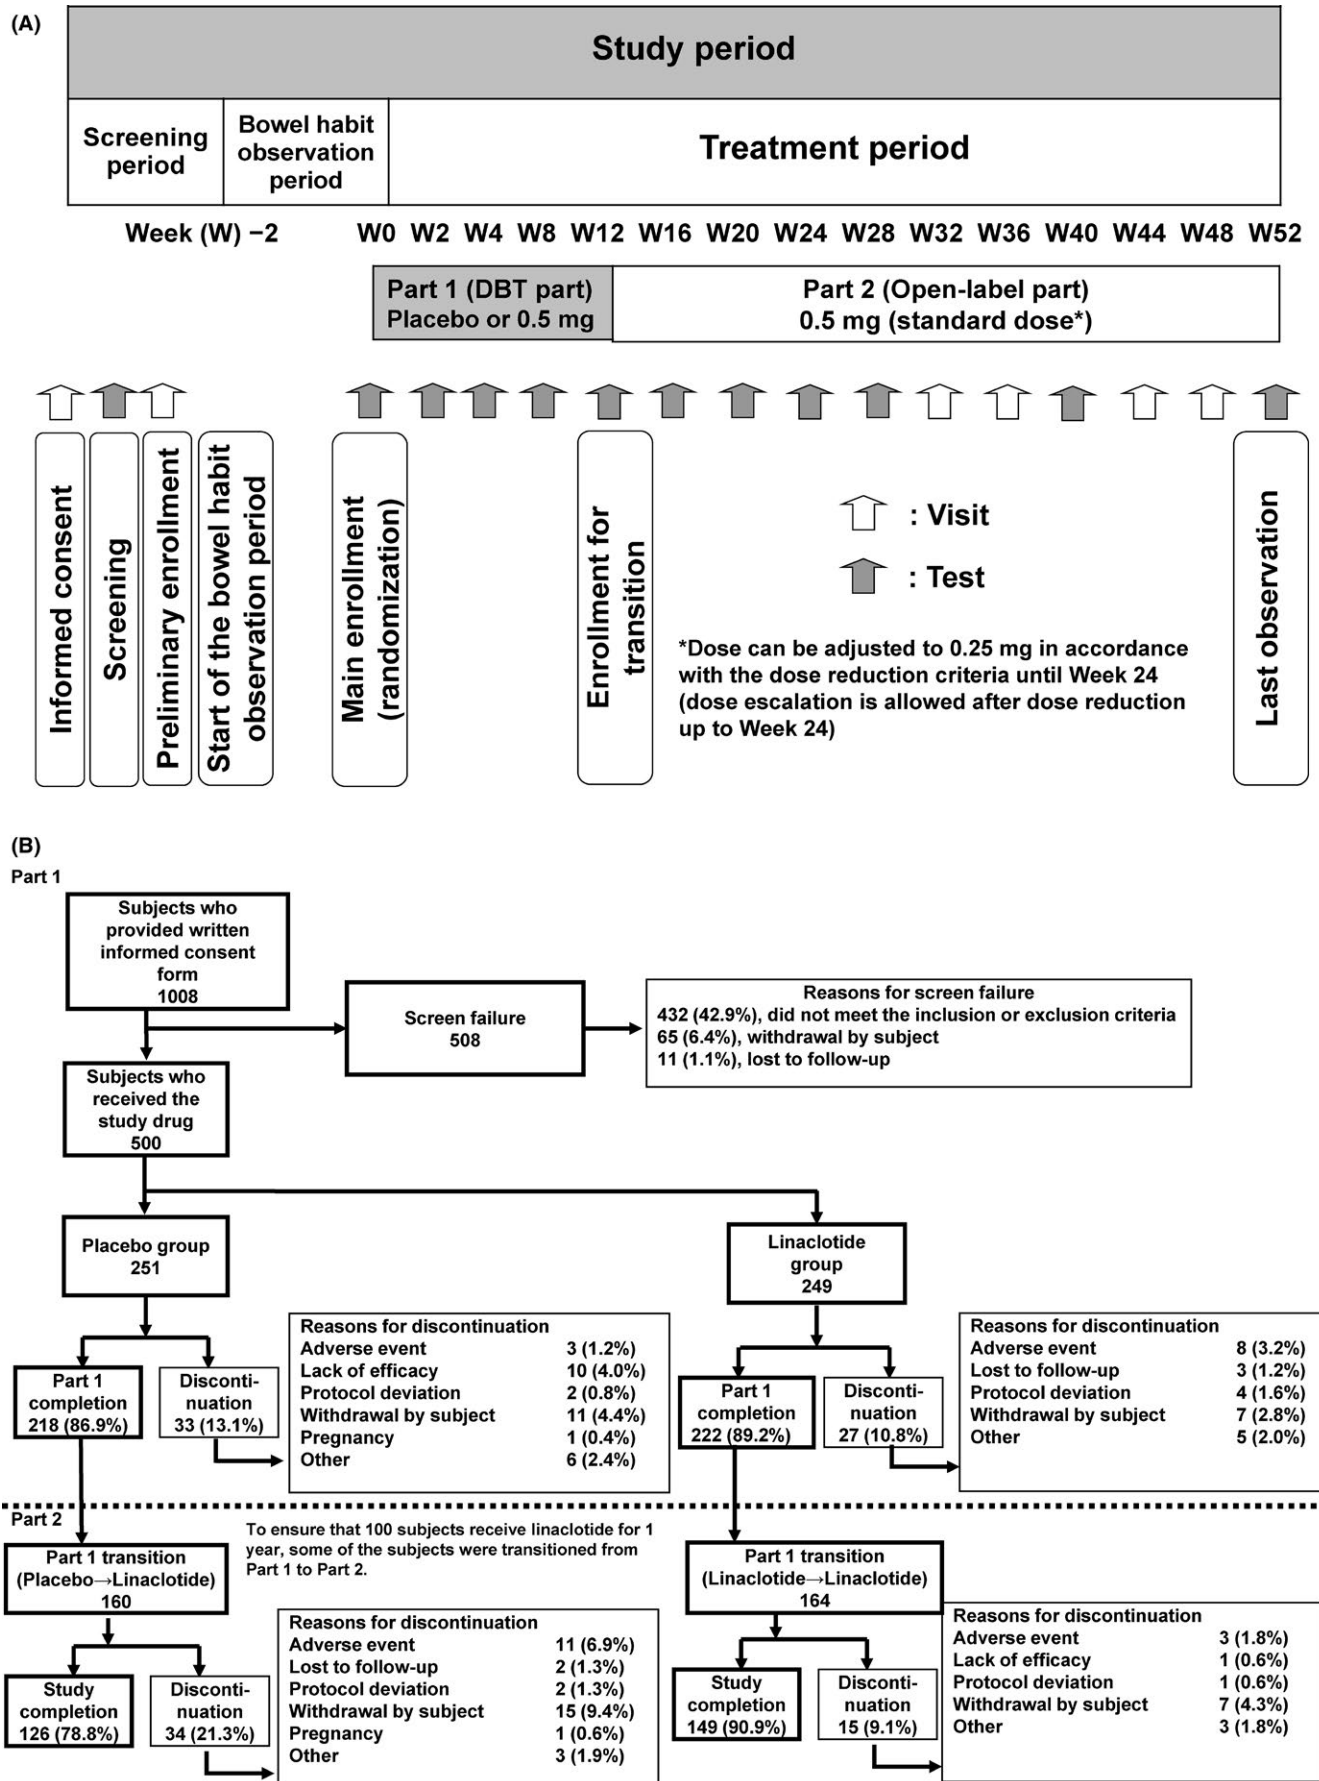 (A)
Study period
Screening
period
Bowel habit
observation
period
Treatment period
Week (W) −2
W0 W2 W4 W8 W12 W16 W20 W24 W28 W32 W36 W40 W44 W48 W52
Part 1 (DBT part)
Placebo or 0.5 mg
Part 2 (Open-label part)
0.5 mg (standard dose*)
Informed consent
Screening
Preliminary enrollment
Start of the bowel habit
observation period
Main enrollment
(randomization)
Enrollment for
transition
Last observation
: Visit
: Test
*Dose can be adjusted to 0.25 mg in accordance
with the dose reduction criteria until Week 24
(dose escalation is allowed after dose reduction
up to Week 24)
(B)
Part 1
Subjects who
provided written
informed consent
form
1008
Screen failure
508
Reasons for screen failure
432 (42.9%), did not meet the inclusion or exclusion criteria
65 (6.4%), withdrawal by subject
11 (1.1%), lost to follow-up
Subjects who
received the
study drug
500
Placebo group
251
Linaclotide
group
249
Part 1
completion
218 (86.9%)
Disconti-
nuation
33 (13.1%)
Reasons for discontinuation
Adverse event 3 (1.2%)
Lack of efficacy 10 (4.0%)
Protocol deviation 2 (0.8%)
Withdrawal by subject 11 (4.4%)
Pregnancy 1 (0.4%)
Other 6 (2.4%)
Part 1
completion
222 (89.2%)
Disconti-
nuation
27 (10.8%)
Reasons for discontinuation
Adverse event 8 (3.2%)
Lost to follow-up 3 (1.2%)
Protocol deviation 4 (1.6%)
Withdrawal by subject 7 (2.8%)
Other 5 (2.0%)
Part 2
To ensure that 100 subjects receive linaclotide for 1
year, some of the subjects were transitioned from
Part 1 to Part 2.
Part 1 transition
(Placebo→Linaclotide)
160
Part 1 transition
(Linaclotide→Linaclotide)
164
Study
completion
126 (78.8%)
Disconti-
nuation
34 (21.3%)
Reasons for discontinuation
Adverse event 11 (6.9%)
Lost to follow-up 2 (1.3%)
Protocol deviation 2 (1.3%)
Withdrawal by subject 15 (9.4%)
Pregnancy 1 (0.6%)
Other 3 (1.9%)
Study
completion
149 (90.9%)
Disconti-
nuation
15 (9.1%)
Reasons for discontinuation
Adverse event 3 (1.8%)
Lack of efficacy 1 (0.6%)
Protocol deviation 1 (0.6%)
Withdrawal by subject 7 (4.3%)
Other 3 (1.8%)